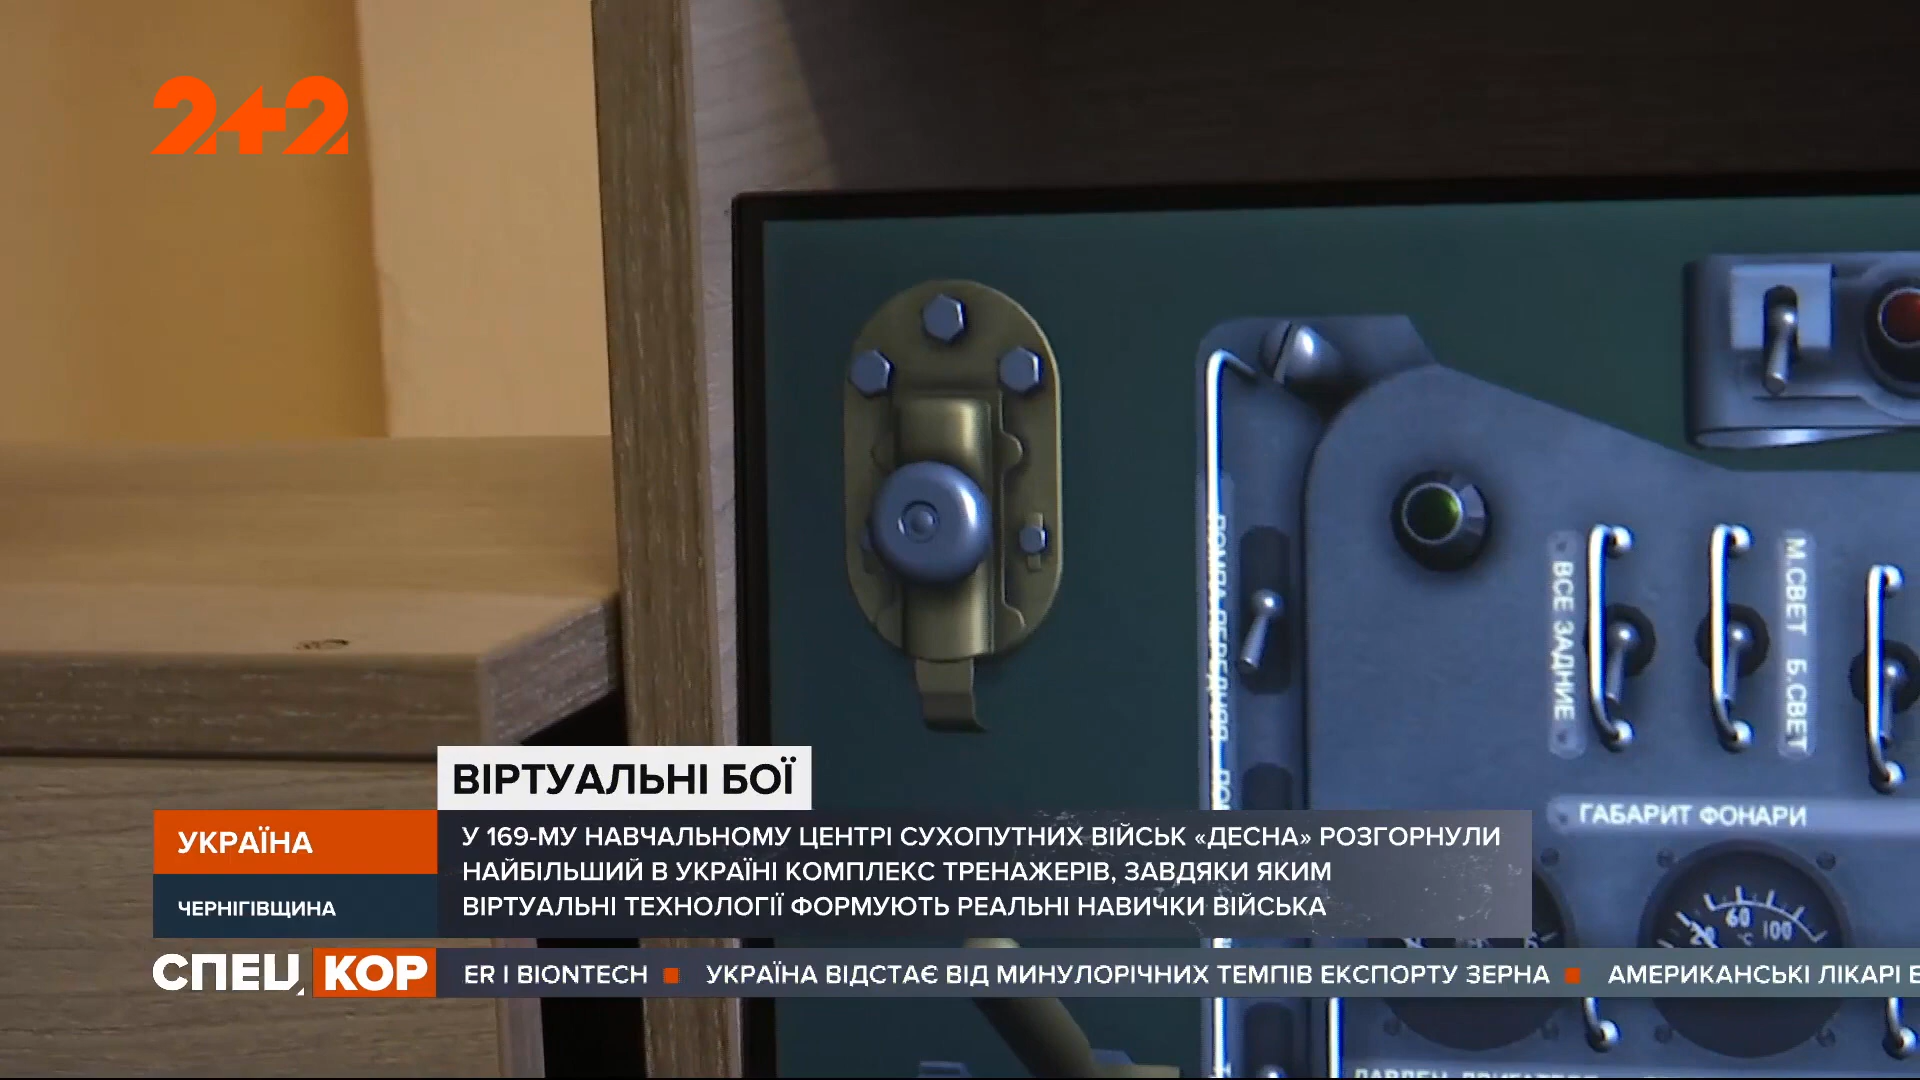 2+2
ВСЕ ЗАДНИЕ
М.СВЕТ Б.СВЕТ
ГАБАРИТ ФОНАРИ
20 60 100
°C
ВІРТУАЛЬНІ БОЇ
УКРАЇНА
ЧЕРНІГІВЩИНА
У 169-МУ НАВЧАЛЬНОМУ ЦЕНТРІ СУХОПУТНИХ ВІЙСЬК «ДЕСНА» РОЗГОРНУЛИ
НАЙБІЛЬШИЙ В УКРАЇНІ КОМПЛЕКС ТРЕНАЖЕРІВ, ЗАВДЯКИ ЯКИМ
ВІРТУАЛЬНІ ТЕХНОЛОГІЇ ФОРМУЮТЬ РЕАЛЬНІ НАВИЧКИ ВІЙСЬКА
СПЕЦКОР
ER І BIONTECH ■ УКРАЇНА ВІДСТАЄ ВІД МИНУЛОРІЧНИХ ТЕМПІВ ЕКСПОРТУ ЗЕРНА ■ АМЕРИКАНСЬКІ ЛІКАРІ